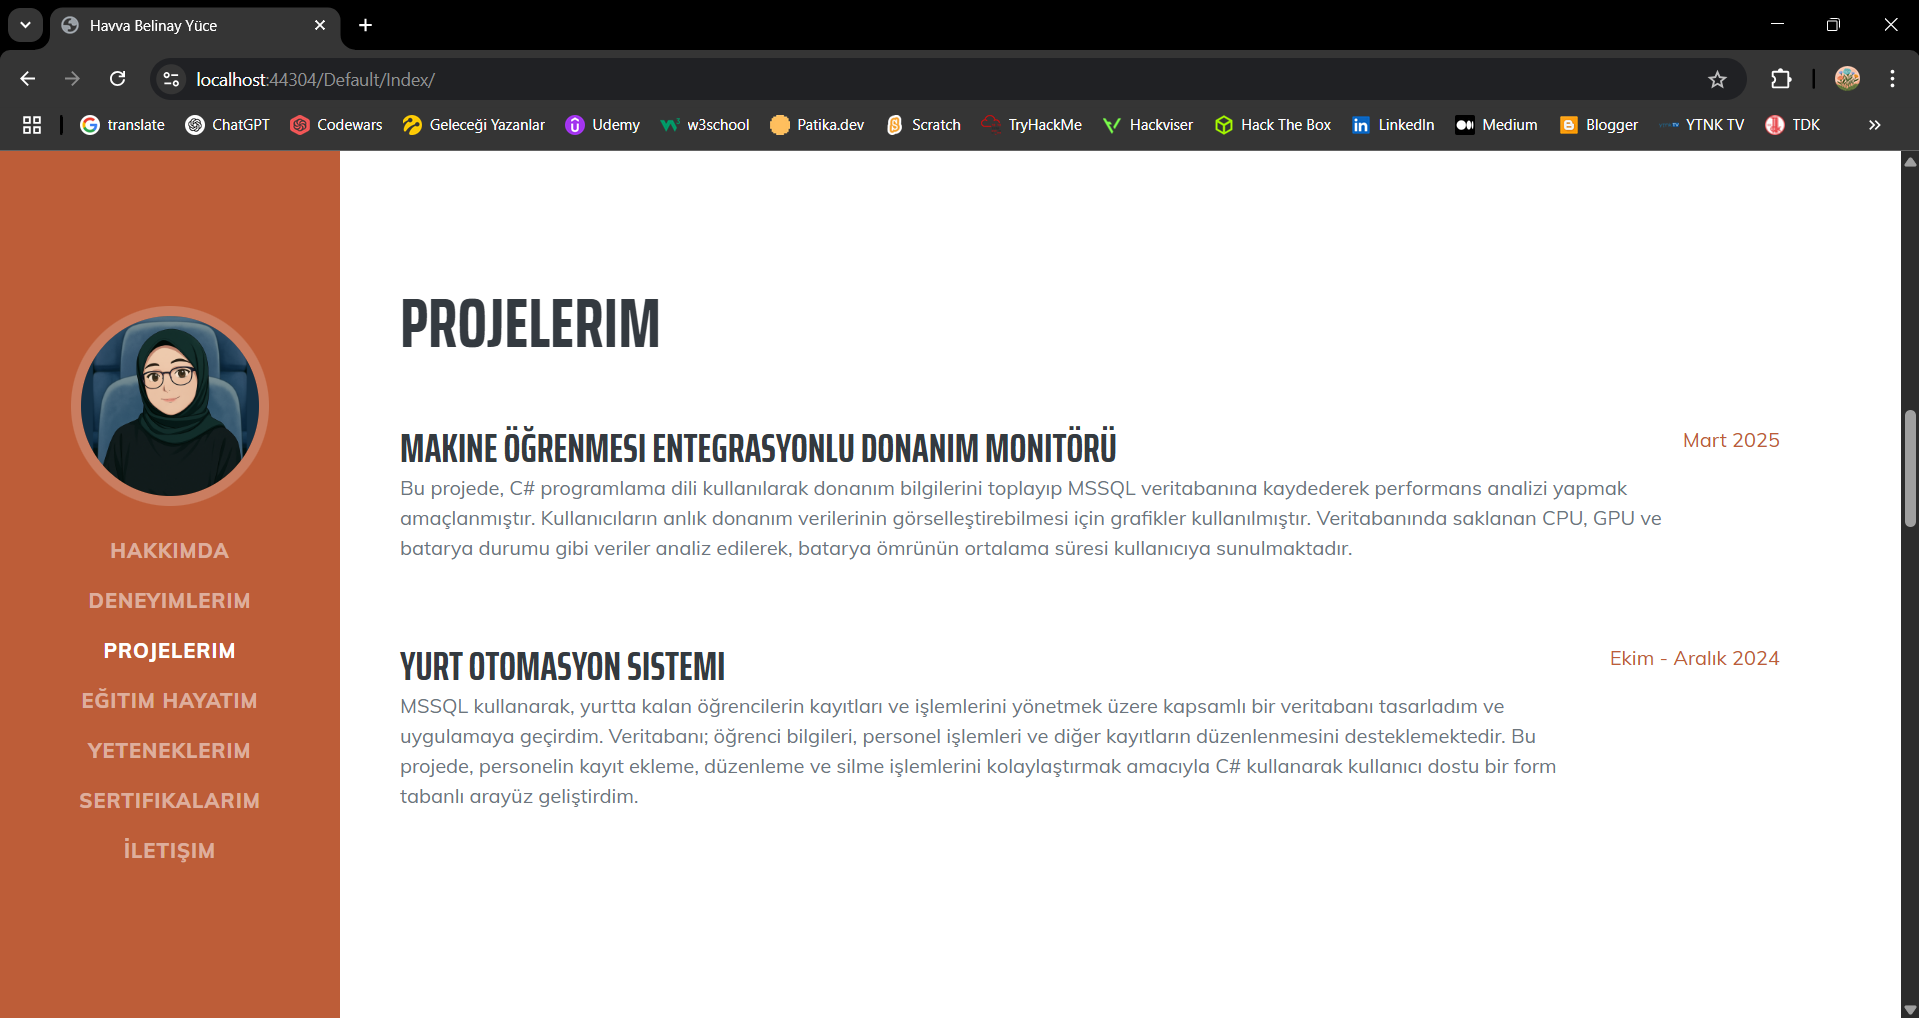 Havva Belinay Yüce
localhost:44304/Default/Index/
translate ChatGPT Codewars Geleceği Yazanlar Udemy w3school Patika.dev Scratch TryHackMe Hackviser Hack The Box LinkedIn Medium Blogger YTNK TV TDK
HAKKIMDA
DENEYIMLERIM
PROJELERIM
EĞITIM HAYATIM
YETENEKLERIM
SERTIFIKALARIM
İLETIŞIM
PROJELERIM
MAKINE ÖĞRENMESI ENTEGRASYONLU DONANIM MONITÖRÜ
Mart 2025
Bu projede, C# programlama dili kullanılarak donanım bilgilerini toplayıp MSSQL veritabanına kaydederek performans analizi yapmak
amaçlanmıştır. Kullanıcıların anlık donanım verilerinin görselleştirebilmesi için grafikler kullanılmıştır. Veritabanında saklanan CPU, GPU ve
batarya durumu gibi veriler analiz edilerek, batarya ömrünün ortalama süresi kullanıcıya sunulmaktadır.
YURT OTOMASYON SISTEMI
Ekim - Aralık 2024
MSSQL kullanarak, yurtta kalan öğrencilerin kayıtları ve işlemlerini yönetmek üzere kapsamlı bir veritabanı tasarladım ve
uygulamaya geçirdim. Veritabanı; öğrenci bilgileri, personel işlemleri ve diğer kayıtların düzenlenmesini desteklemektedir. Bu
projede, personelin kayıt ekleme, düzenleme ve silme işlemlerini kolaylaştırmak amacıyla C# kullanarak kullanıcı dostu bir form
tabanlı arayüz geliştirdim.